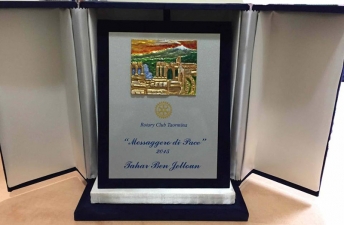 Rotary Club Taormina
"Messaggero di Pace"
2015
Tahar Ben Jelloun